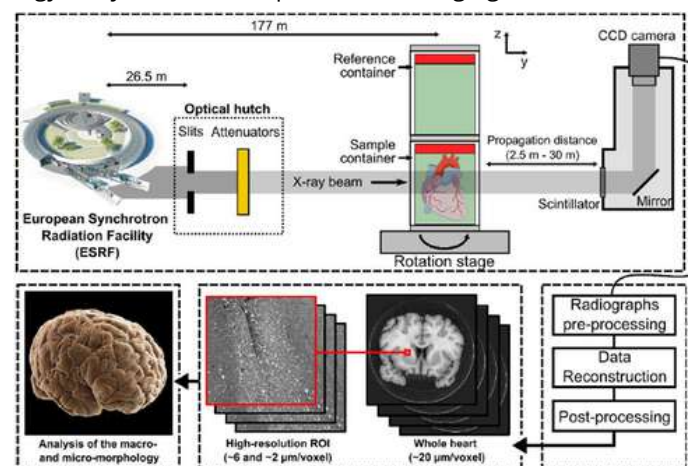 177 m
z
y
CCD camera
Reference
container
26.5 m
Optical hutch
Slits Attenuators
Sample
container
Propagation distance
(2.5 m - 30 m)
X-ray beam
Scintillator
Mirror
European Synchrotron
Radiation Facility
(ESRF)
Rotation stage
Radiographs
pre-processing
Data
Reconstruction
Post-processing
Analysis of the macro-
and micro-morphology
High-resolution ROI
(~6 and ~2 μm/voxel)
Whole heart
(~20 μm/voxel)